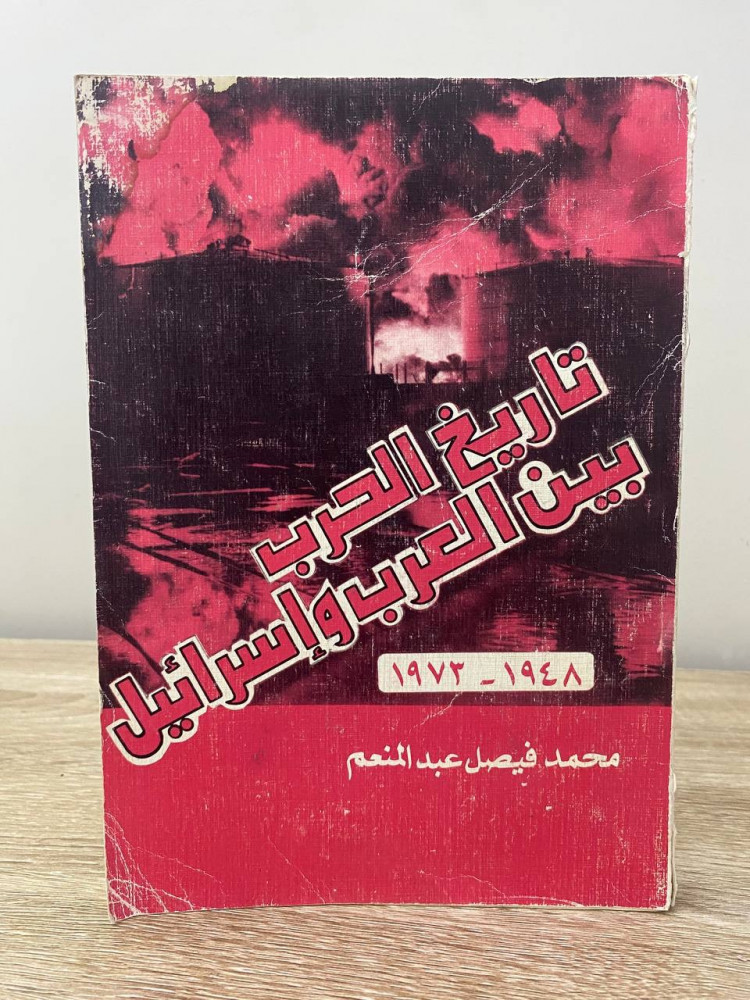 تاريخ الحرب
بين العرب وإسرائيل
١٩٤٨ - ١٩٧٣
محمد فيصل عبد المنعم